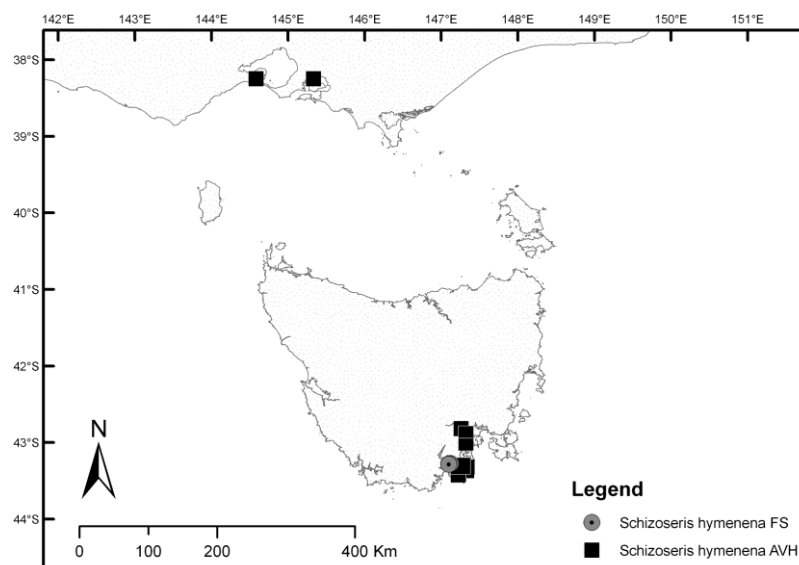 142°E 143°E 144°E 145°E 146°E 147°E 148°E 149°E 150°E 151°E
38°S
39°S
40°S
41°S
42°S
43°S
44°S
N
0 100 200 400 Km
Legend
Schizoseris hymenena FS
Schizoseris hymenena AVH